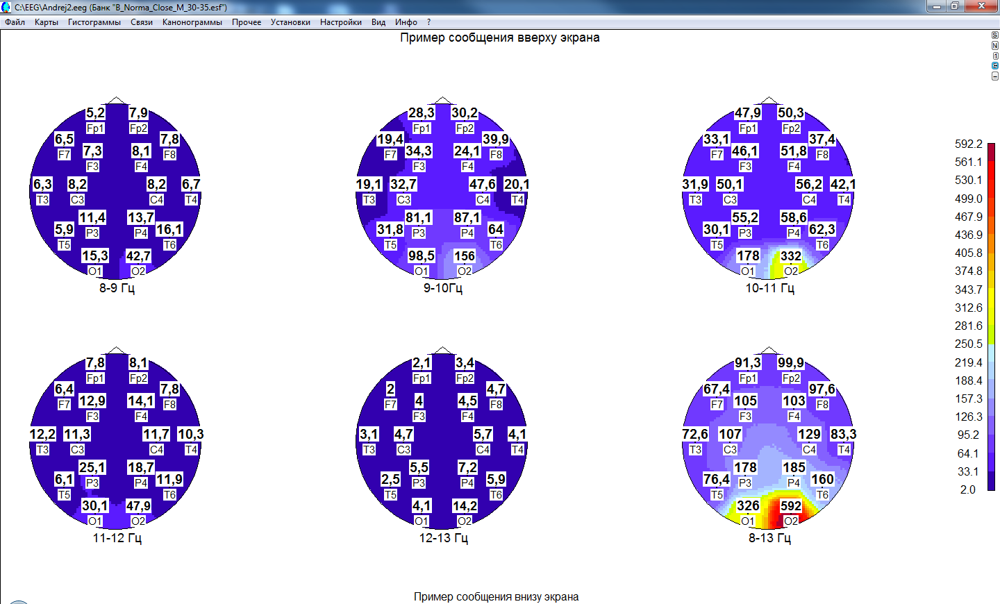 C:\EEG\Andrej2.eeg (Банк "B_Norma_Close_M_30-35.esf")
Файл Карты Гистограммы Связи Канонограммы Прочее Установки Настройки Вид Инфо ?
Пример сообщения вверху экрана
S
N
1
5,2 7,9
Fp1 Fp2
6,5 7,8
F7 F8
7,3 8,1
F3 F4
6,3 8,2 8,2 6,7
T3 C3 C4 T4
11,4 13,7
P3 P4
5,9 16,1
T5 T6
15,3 42,7
O1 O2
8-9 Гц
28,3 30,2
Fp1 Fp2
19,4 39,9
F7 F8
34,3 24,1
F3 F4
19,1 32,7 47,6 20,1
T3 C3 C4 T4
81,1 87,1
P3 P4
31,8 64
T5 T6
98,5 156
O1 O2
9-10Гц
47,9 50,3
Fp1 Fp2
33,1 37,4
F7 F8
46,1 51,8
F3 F4
31,9 50,1 56,2 42,1
T3 C3 C4 T4
55,2 58,6
P3 P4
30,1 62,3
T5 T6
178 332
O1 O2
10-11 Гц
7,8 8,1
Fp1 Fp2
6,4 7,8
F7 F8
12,9 14,1
F3 F4
12,2 11,3 11,7 10,3
T3 C3 C4 T4
25,1 18,7
P3 P4
6,1 11,9
T5 T6
30,1 47,9
O1 O2
11-12 Гц
2,1 3,4
Fp1 Fp2
2 4,7
F7 F8
4 4,5
F3 F4
3,1 4,7 5,7 4,1
T3 C3 C4 T4
5,5 7,2
P3 P4
2,5 5,9
T5 T6
4,1 14,2
O1 O2
12-13 Гц
91,3 99,9
Fp1 Fp2
67,4 97,6
F7 F8
105 103
F3 F4
72,6 107 129 83,3
T3 C3 C4 T4
178 185
P3 P4
76,4 160
T5 T6
326 592
O1 O2
8-13 Гц
592.2
561.1
530.1
499.0
467.9
436.9
405.8
374.8
343.7
312.6
281.6
250.5
219.4
188.4
157.3
126.3
95.2
64.1
33.1
2.0
Пример сообщения внизу экрана